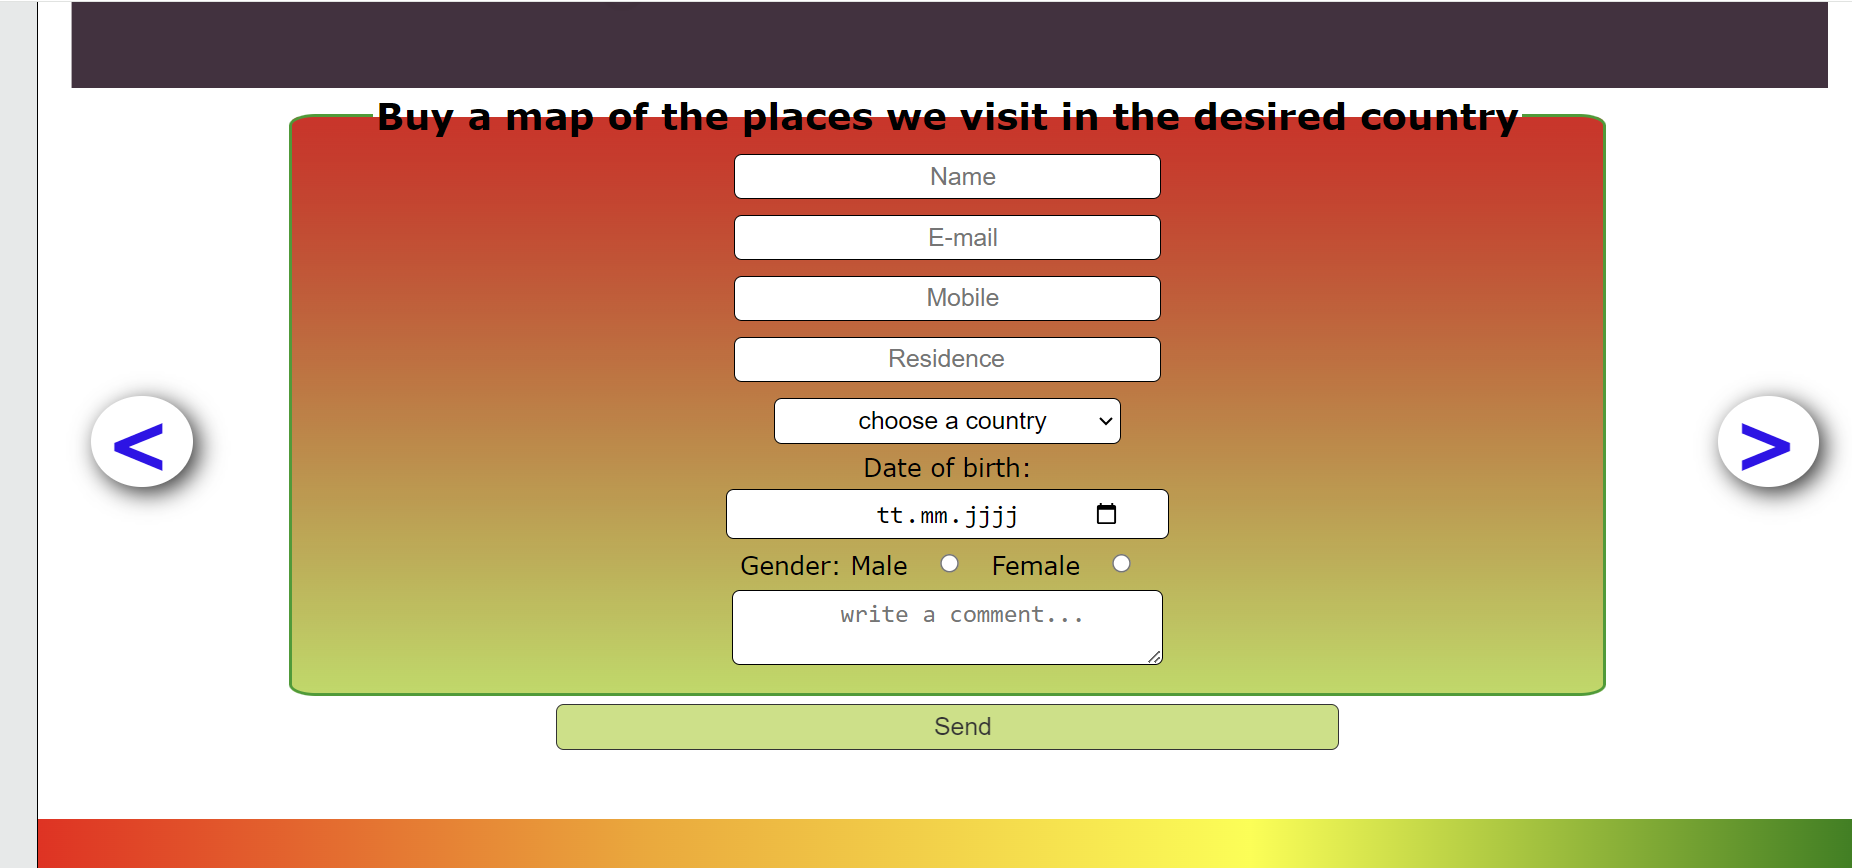 Buy a map of the places we visit in the desired country
Name
E-mail
Mobile
Residence
choose a country
Date of birth:
tt.mm.jjjj
Gender: Male Female
write a comment...
< >
Send